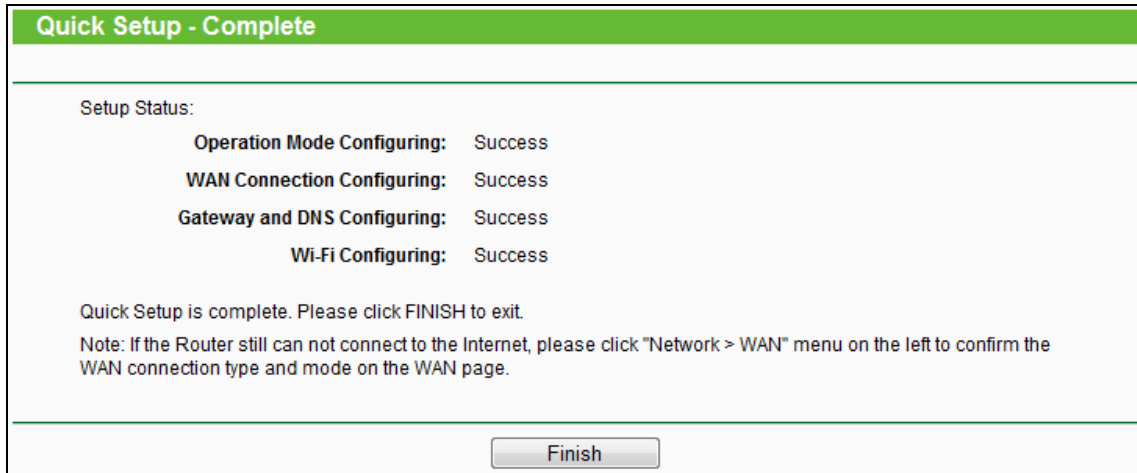 Quick Setup - Complete
Setup Status:
Operation Mode Configuring: Success
WAN Connection Configuring: Success
Gateway and DNS Configuring: Success
Wi-Fi Configuring: Success
Quick Setup is complete. Please click FINISH to exit.
Note: If the Router still can not connect to the Internet, please click "Network > WAN" menu on the left to confirm the
WAN connection type and mode on the WAN page.
Finish